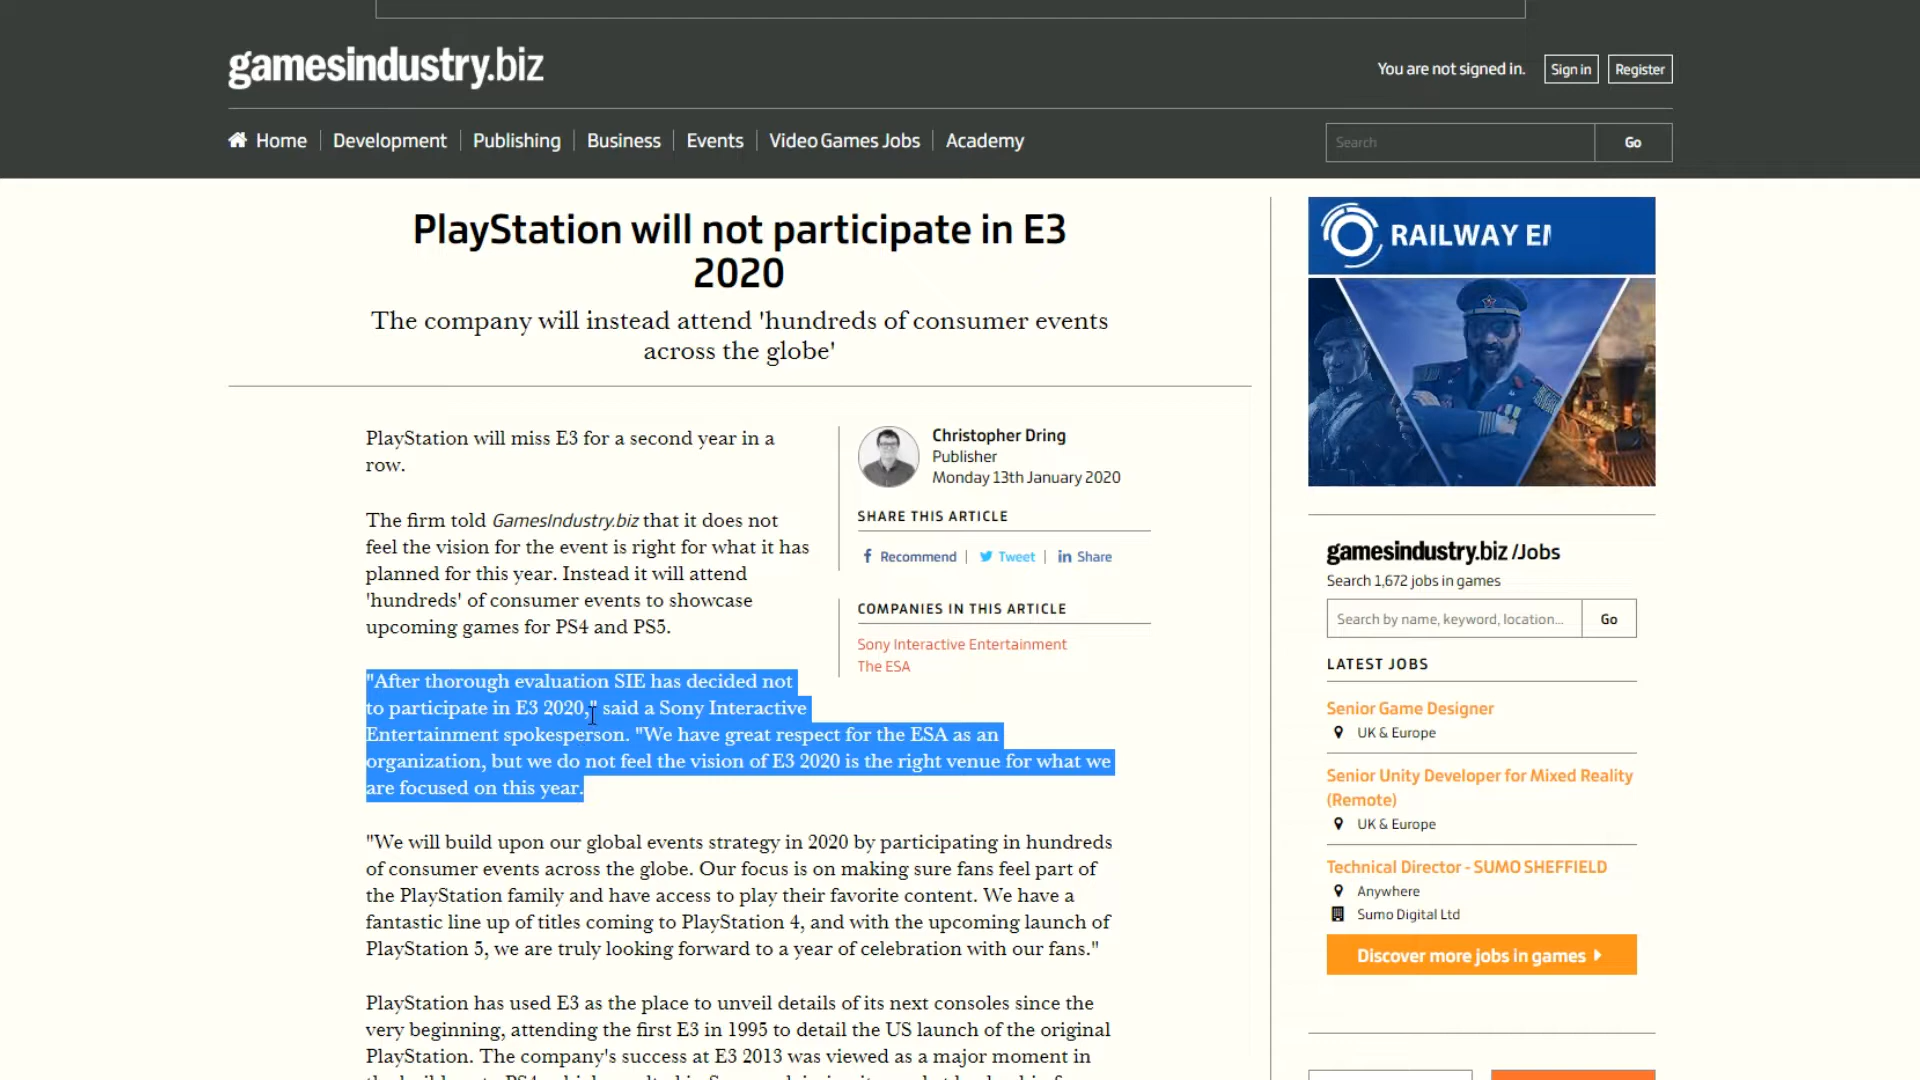 gamesindustry.biz
You are not signed in.
Sign in
Register
Home
Development
Publishing
Business
Events
Video Games Jobs
Academy
Search
Go
PlayStation will not participate in E3
2020
The company will instead attend 'hundreds of consumer events
across the globe'
PlayStation will miss E3 for a second year in a
row.
The firm told GamesIndustry.biz that it does not
feel the vision for the event is right for what it has
planned for this year. Instead it will attend
'hundreds' of consumer events to showcase
upcoming games for PS4 and PS5.
"After thorough evaluation SIE has decided not
to participate in E3 2020," said a Sony Interactive
Entertainment spokesperson. "We have great respect for the ESA as an
organization, but we do not feel the vision of E3 2020 is the right venue for what we
are focused on this year.
"We will build upon our global events strategy in 2020 by participating in hundreds
of consumer events across the globe. Our focus is on making sure fans feel part of
the PlayStation family and have access to play their favorite content. We have a
fantastic line up of titles coming to PlayStation 4, and with the upcoming launch of
PlayStation 5, we are truly looking forward to a year of celebration with our fans."
PlayStation has used E3 as the place to unveil details of its next consoles since the
very beginning, attending the first E3 in 1995 to detail the US launch of the original
PlayStation. The company's success at E3 2013 was viewed as a major moment in
Christopher Dring
Publisher
Monday 13th January 2020
SHARE THIS ARTICLE
Recommend
Tweet
Share
COMPANIES IN THIS ARTICLE
Sony Interactive Entertainment
The ESA
RAILWAY
gamesindustry.biz /Jobs
Search 1,672 jobs in games
Search by name, keyword, location...
Go
LATEST JOBS
Senior Game Designer
UK & Europe
Senior Unity Developer for Mixed Reality
(Remote)
UK & Europe
Technical Director - SUMO SHEFFIELD
Anywhere
Sumo Digital Ltd
Discover more jobs in games